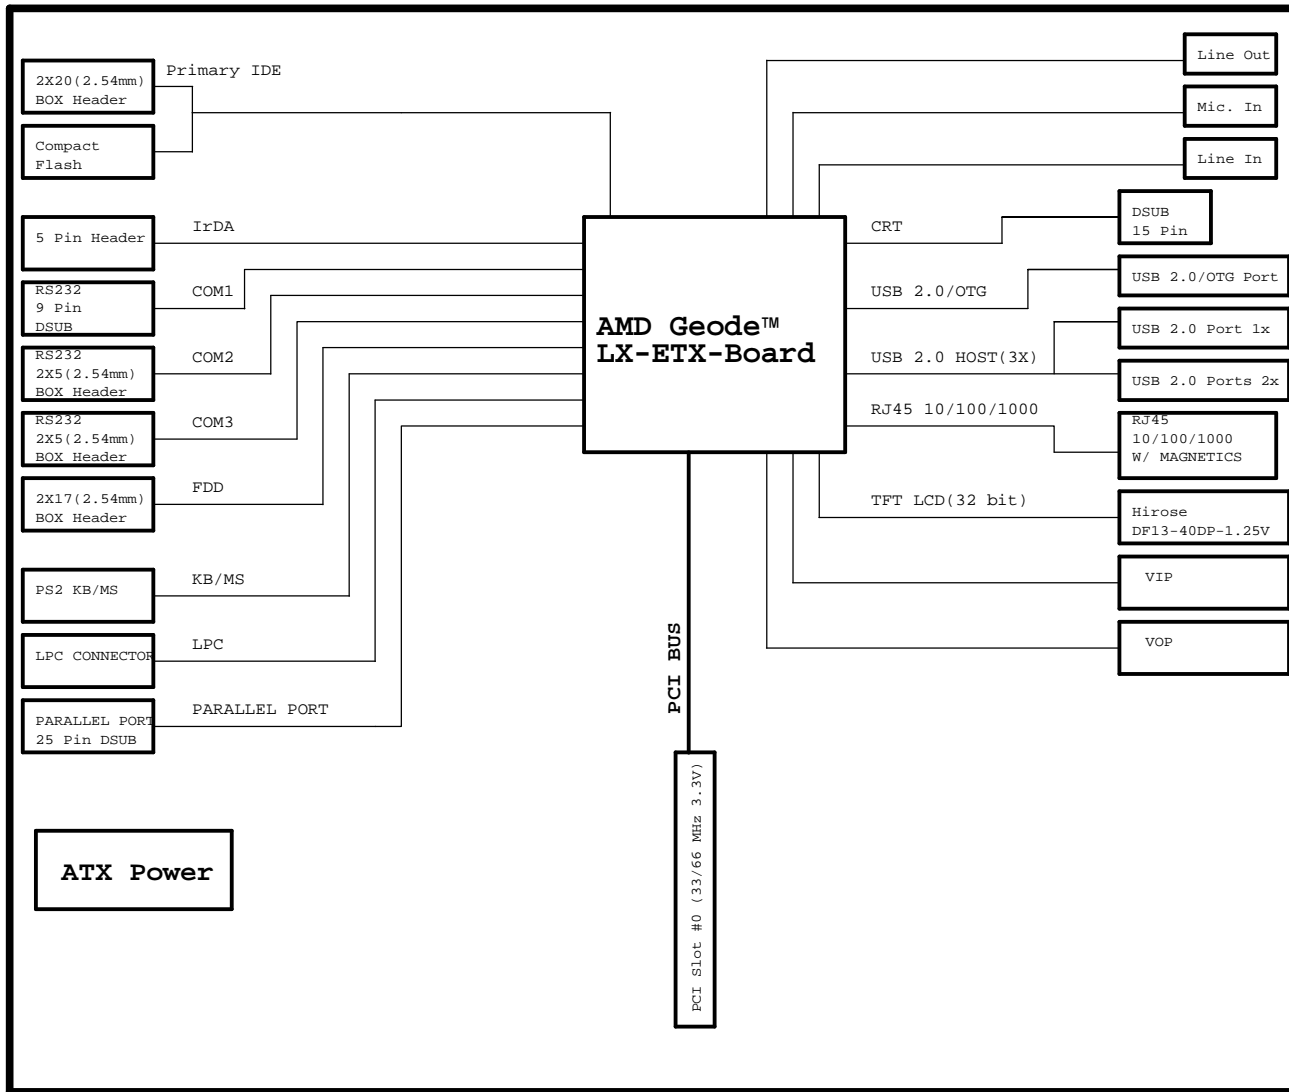 Primary IDE
2X20(2.54mm)
BOX Header
Compact
Flash
5 Pin Header
IrDA
RS232
9 Pin
DSUB
COM1
RS232
2X5(2.54mm)
BOX Header
COM2
RS232
2X5(2.54mm)
BOX Header
COM3
2X17(2.54mm)
BOX Header
FDD
PS2 KB/MS
KB/MS
LPC CONNECTOR
LPC
PARALLEL PORT
25 Pin DSUB
PARALLEL PORT
ATX Power
AMD Geode™
LX-ETX-Board
PCI BUS
PCI Slot #0 (33/66 MHz 3.3V)
Line Out
Mic. In
Line In
CRT
DSUB
15 Pin
USB 2.0/OTG
USB 2.0/OTG Port
USB 2.0 HOST(3X)
USB 2.0 Port 1x
USB 2.0 Ports 2x
RJ45 10/100/1000
RJ45
10/100/1000
W/ MAGNETICS
TFT LCD(32 bit)
Hirose
DF13-40DP-1.25V
VIP
VOP